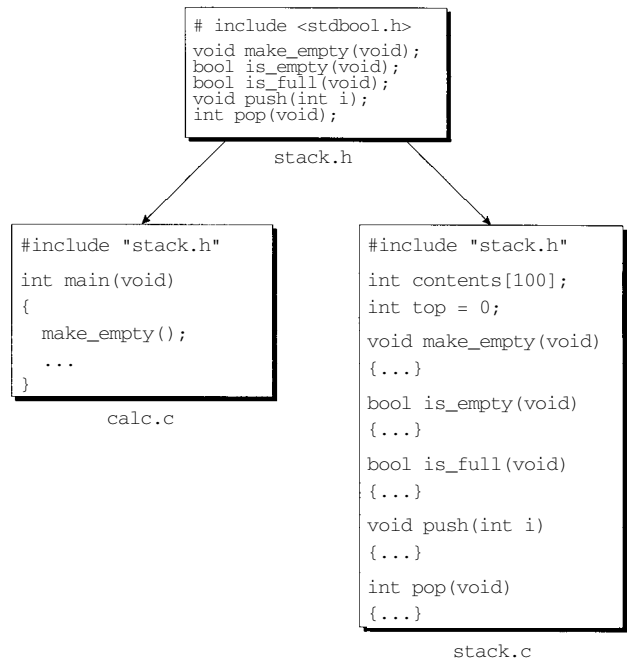 # include <stdbool.h>
void make_empty(void);
bool is_empty(void);
bool is_full(void);
void push(int i);
int pop(void);
stack.h
#include "stack.h"
int main(void)
{
make_empty();
...
}
calc.c
#include "stack.h"
int contents[100];
int top = 0;
void make_empty(void)
{...}
bool is_empty(void)
{...}
bool is_full(void)
{...}
void push(int i)
{...}
int pop(void)
{...}
stack.c